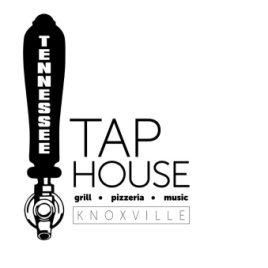 TENNESSEE
TAP
HOUSE
grill • pizzeria • music
KNOXVILLE